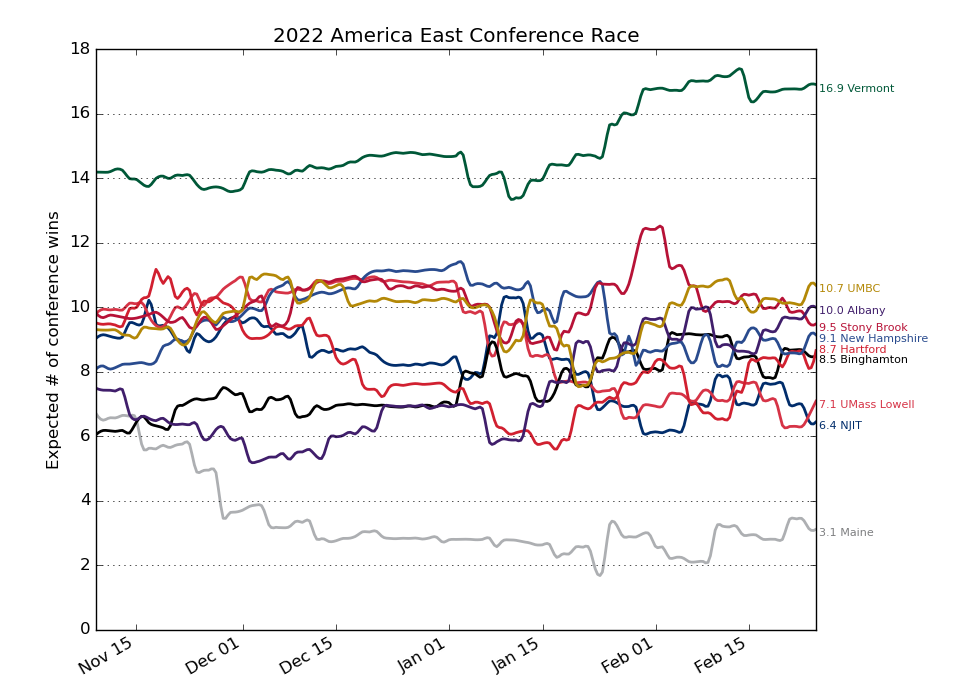 2022 America East Conference Race
Expected # of conference wins
18
16
14
12
10
8
6
4
2
0
Nov 15
Dec 01
Dec 15
Jan 01
Jan 15
Feb 01
Feb 15
16.9 Vermont
10.7 UMBC
10.0 Albany
9.5 Stony Brook
9.1 New Hampshire
8.7 Hartford
8.5 Binghamton
7.1 UMass Lowell
6.4 NJIT
3.1 Maine